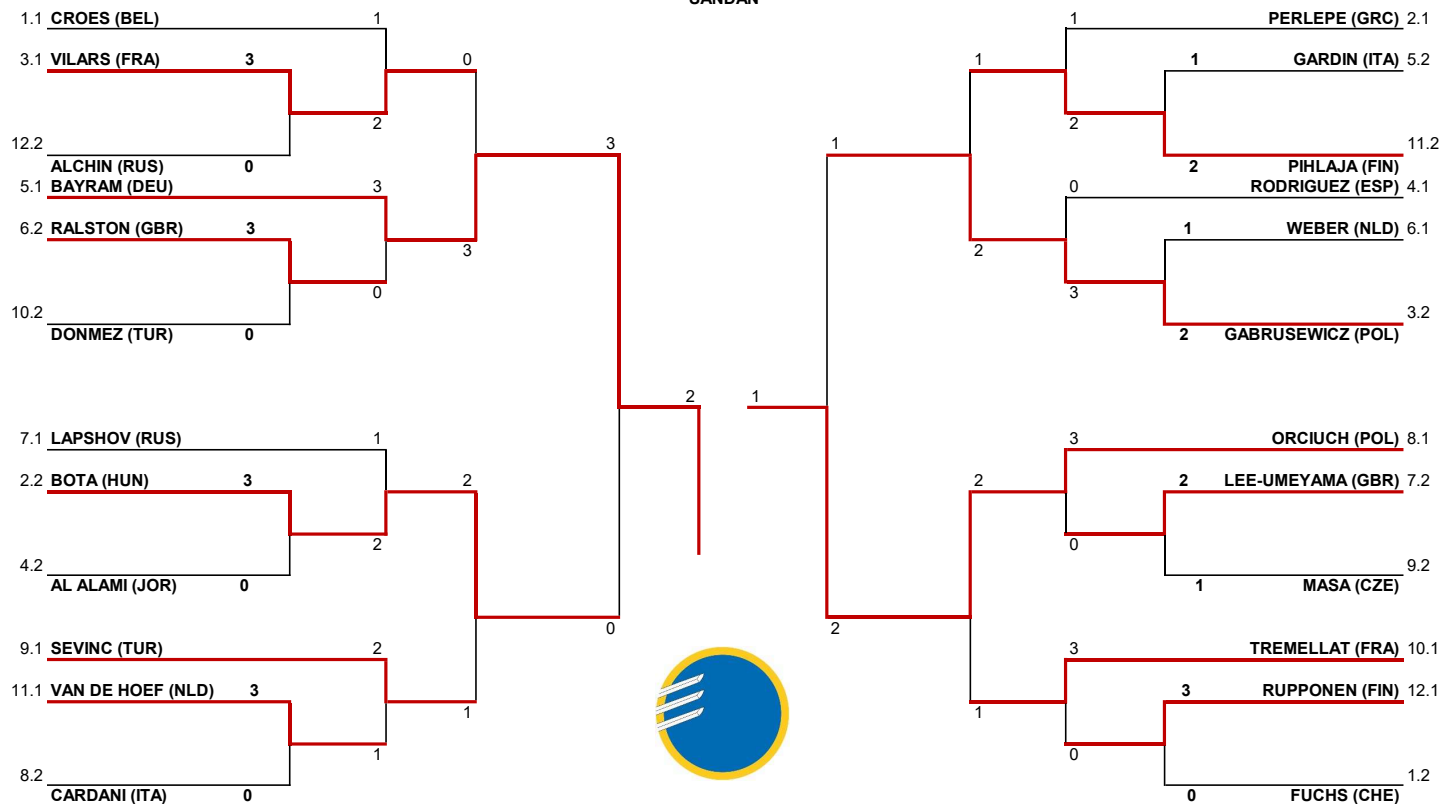 SANDAN
1.1 CROES (BEL) 1 1 PERLEPE (GRC) 2.1
3.1 VILARS (FRA) 3 0 1 1 GARDIN (ITA) 5.2
2 2
12.2 3 1 11.2
ALCHIN (RUS) 0 2 PIHLAJA (FIN)
5.1 BAYRAM (DEU) 3 0 RODRIGUEZ (ESP) 4.1
6.2 RALSTON (GBR) 3 1 WEBER (NLD) 6.1
3 2
0 3
10.2 3.2
DONMEZ (TUR) 0 2 GABRUSEWICZ (POL)
2 1
7.1 LAPSHOV (RUS) 1 3 ORCIUCH (POL) 8.1
2.2 BOTA (HUN) 3 2 2 2 LEE-UMEYAMA (GBR) 7.2
2 0
4.2 9.2
AL ALAMI (JOR) 0 1 MASA (CZE)
0 2
9.1 SEVINC (TUR) 2 3 TREMELLAT (FRA) 10.1
11.1 VAN DE HOEF (NLD) 3 3 RUPPONEN (FIN) 12.1
1 1
1 0
8.2 1.2
CARDANI (ITA) 0 0 FUCHS (CHE)